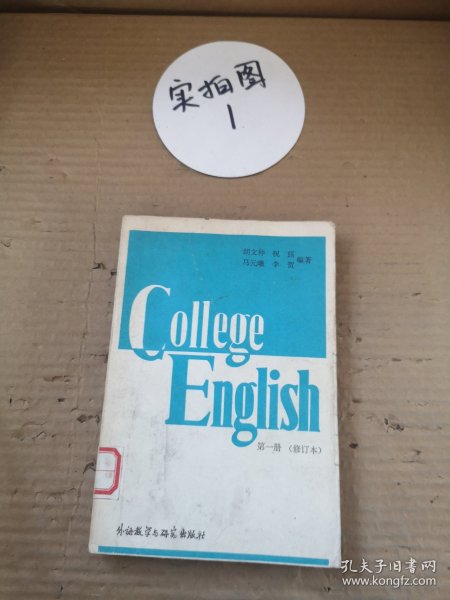 实拍图
1
胡文仲 祝珏
马元曦 李贺 编著
College
English
第一册 (修订本)
外语教学与研究出版社
孔夫子旧书网
www.kongfz.com